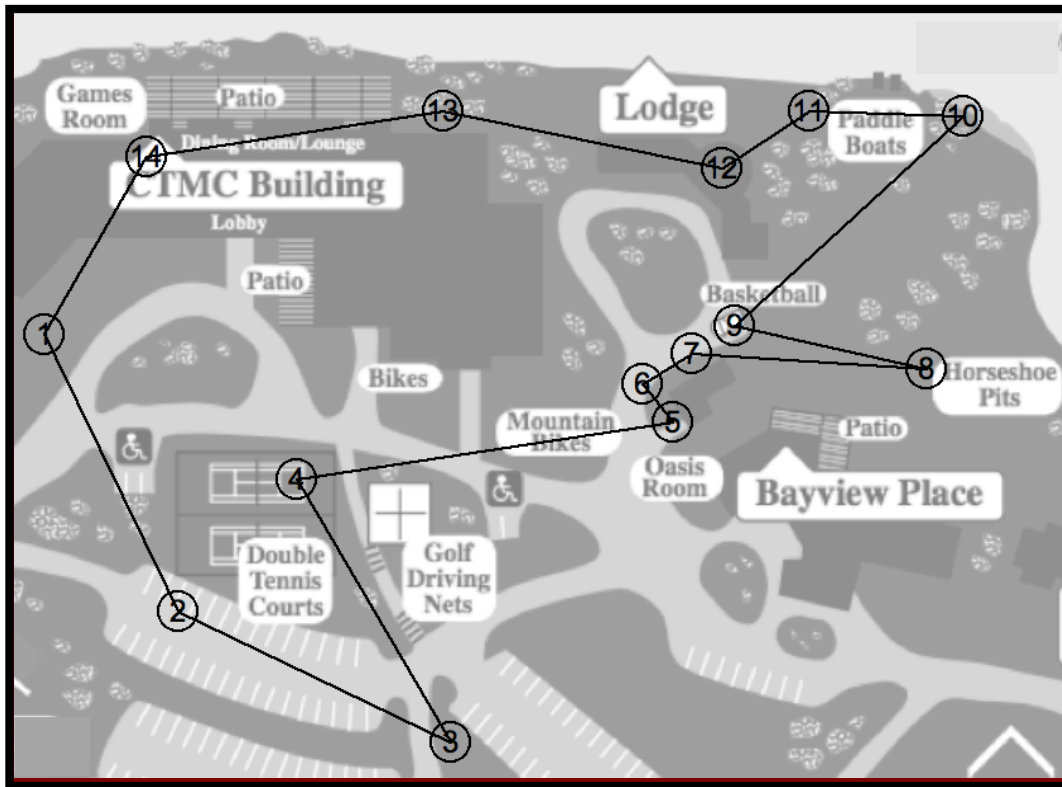 Games
Room
Patio
13
Lodge
11
10
Paddle
Boats
Dining Room/Lounge
14
12
CTMC Building
Lobby
Patio
Basketball
1
9
7
Bikes
6
8
Horseshoe
Pits
Mountain
Bikes
5
Patio
Oasis
Room
4
Bayview Place
Double
Tennis
Courts
Golf
Driving
Nets
2
3